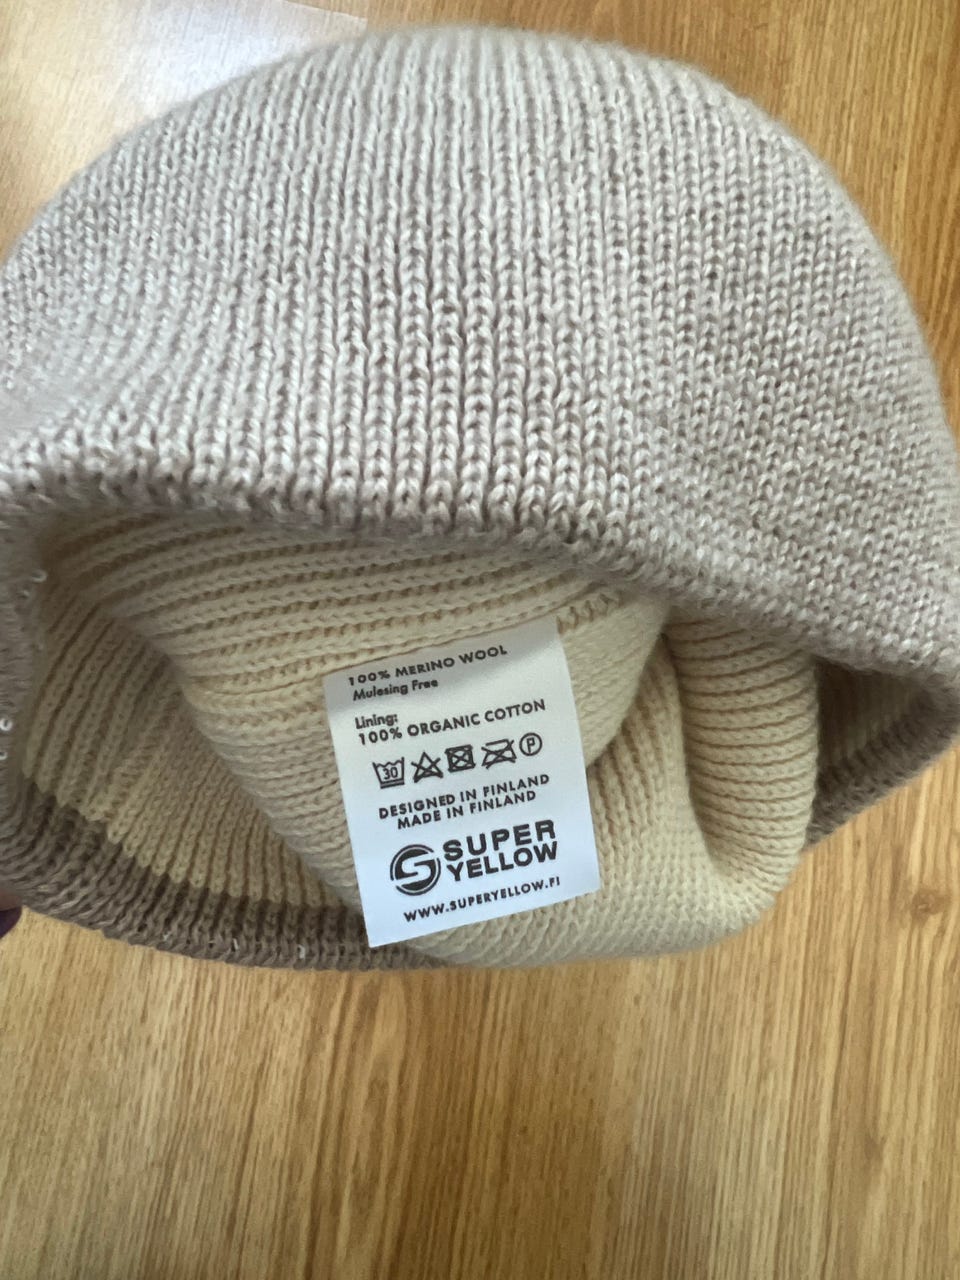 100% MERINO WOOL
Mulesing Free
Lining:
100% ORGANIC COTTON
30 P
DESIGNED IN FINLAND
MADE IN FINLAND
SUPER
YELLOW
WWW.SUPERYELLOW.FI